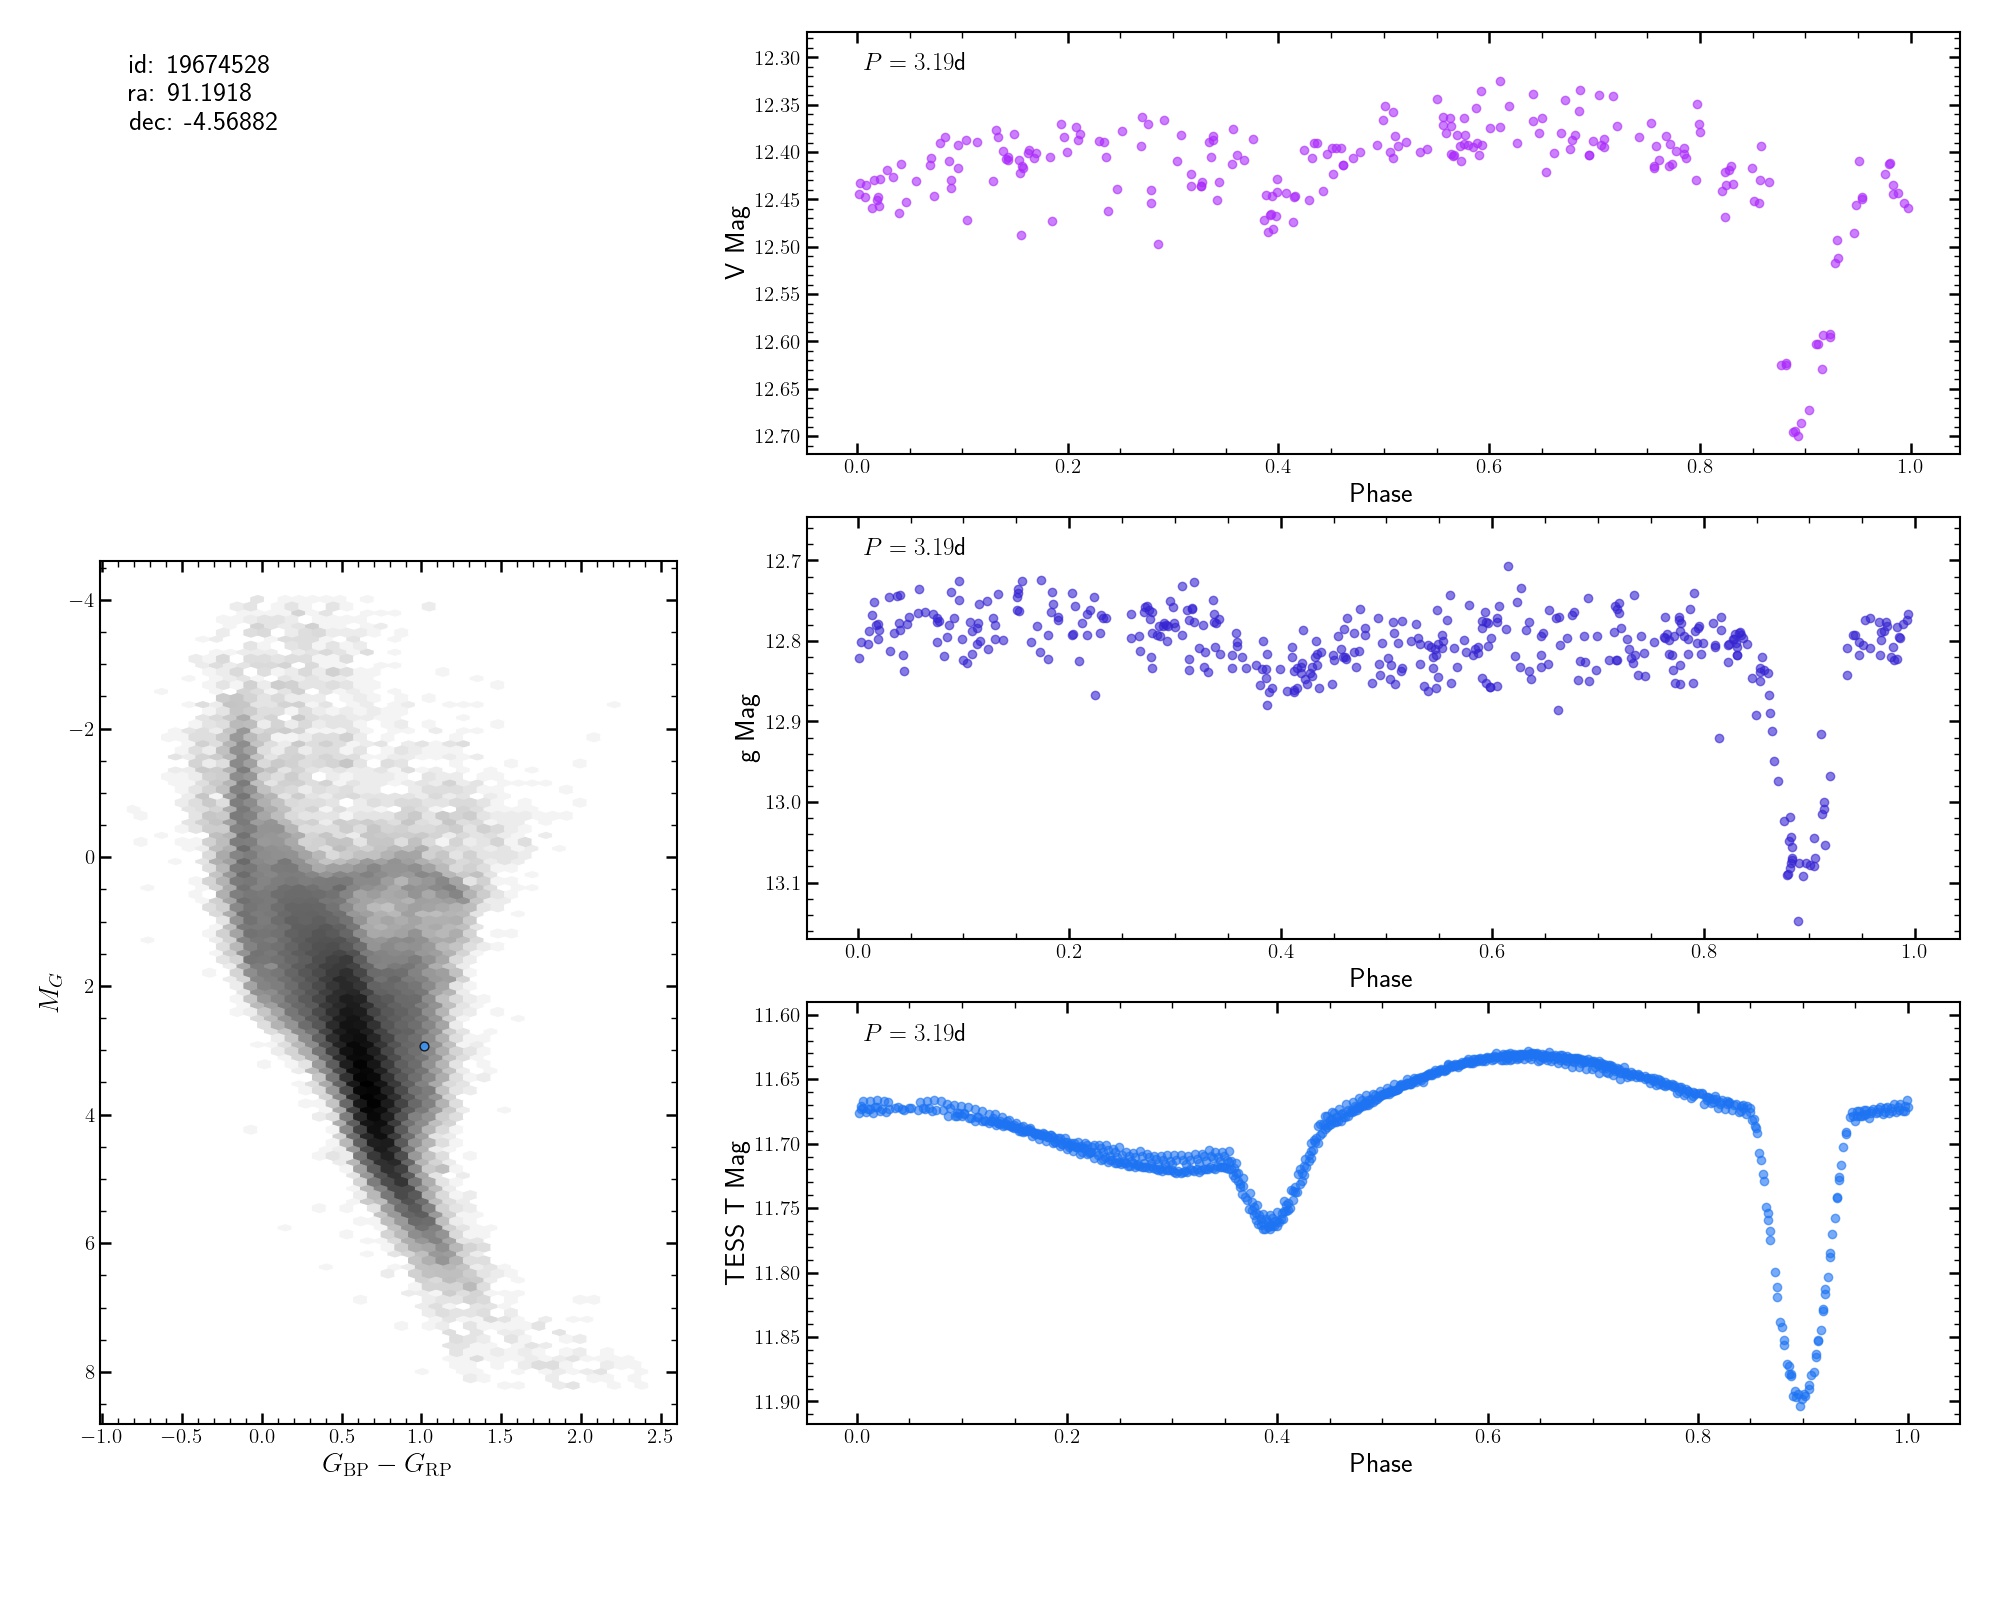 id: 19674528
ra: 91.1918
dec: -4.56882
P = 3.19d
12.30
12.35
12.40
12.45
12.50
12.55
12.60
12.65
12.70
V Mag
0.0 0.2 0.4 0.6 0.8 1.0
Phase
P = 3.19d
12.7
12.8
12.9
13.0
13.1
g Mag
0.0 0.2 0.4 0.6 0.8 1.0
Phase
−4
−2
0
2
4
6
8
M_G
−1.0 −0.5 0.0 0.5 1.0 1.5 2.0 2.5
G_BP − G_RP
P = 3.19d
11.60
11.65
11.70
11.75
11.80
11.85
11.90
TESS T Mag
0.0 0.2 0.4 0.6 0.8 1.0
Phase